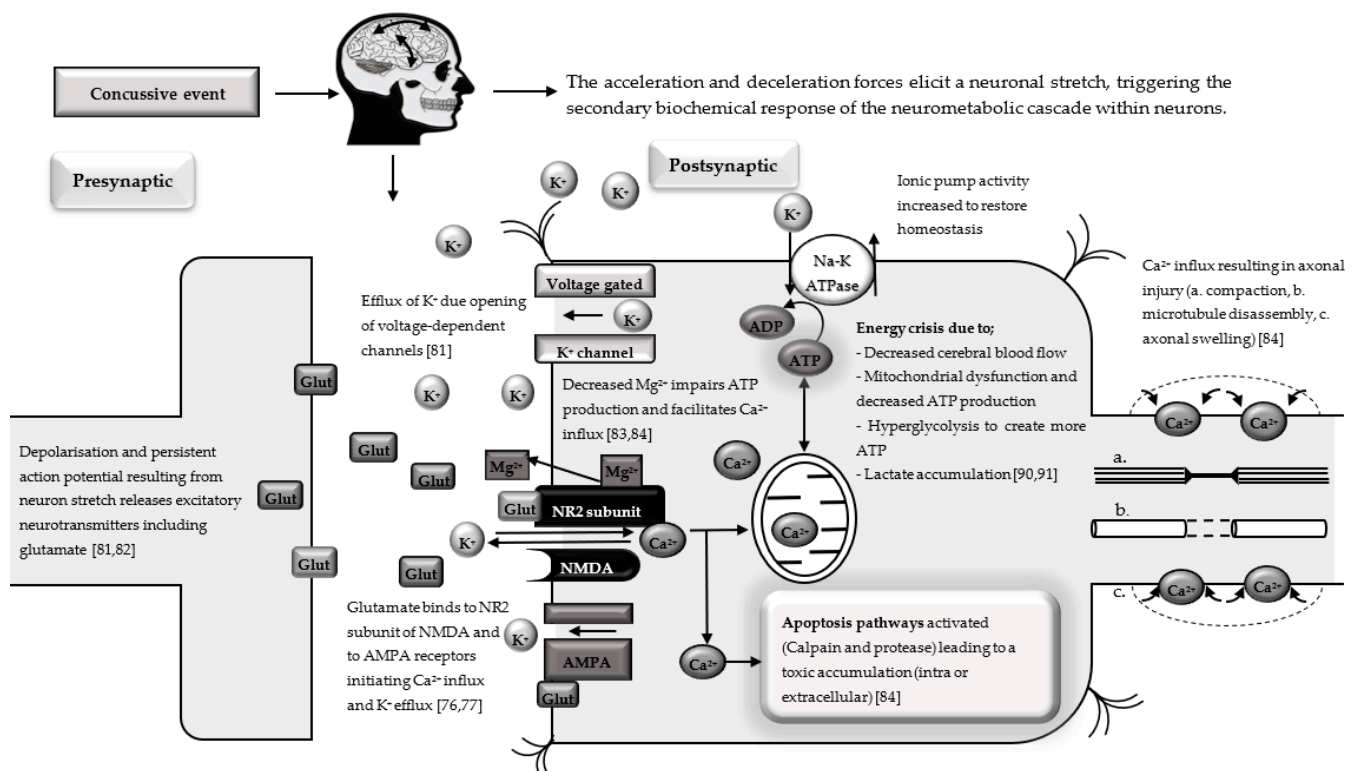 Concussive event
The acceleration and deceleration forces elicit a neuronal stretch, triggering the
secondary biochemical response of the neurometabolic cascade within neurons.
Presynaptic
Postsynaptic
K⁺
K⁺
K⁺
K⁺
Ionic pump activity
increased to restore
homeostasis
Na-K
ATPase
Voltage gated
K⁺
K⁺ channel
Efflux of K⁺ due opening
of voltage-dependent
channels [81]
ADP
ATP
Energy crisis due to;
- Decreased cerebral blood flow
- Mitochondrial dysfunction and
decreased ATP production
- Hyperglycolysis to create more
ATP
- Lactate accumulation [90,91]
Ca²⁺ influx resulting in axonal
injury (a. compaction, b.
microtubule disassembly, c.
axonal swelling) [84]
Glut
K⁺
K⁺
Decreased Mg²⁺ impairs ATP
production and facilitates Ca²⁺
influx [83,84]
Ca²⁺
Ca²⁺
a.
b.
c.
Ca²⁺
Ca²⁺
Depolarisation and persistent
action potential resulting from
neuron stretch releases excitatory
neurotransmitters including
glutamate [81,82]
Glut
Glut
Glut
Glut
Glut
Mg²⁺
Mg²⁺
Glut
NR2 subunit
K⁺
Ca²⁺
NMDA
Ca²⁺
Ca²⁺
Glutamate binds to NR2
subunit of NMDA and
to AMPA receptors
initiating Ca²⁺ influx
and K⁺ efflux [76,77]
K⁺
AMPA
Glut
Ca²⁺
Apoptosis pathways activated
(Calpain and protease) leading to a
toxic accumulation (intra or
extracellular) [84]